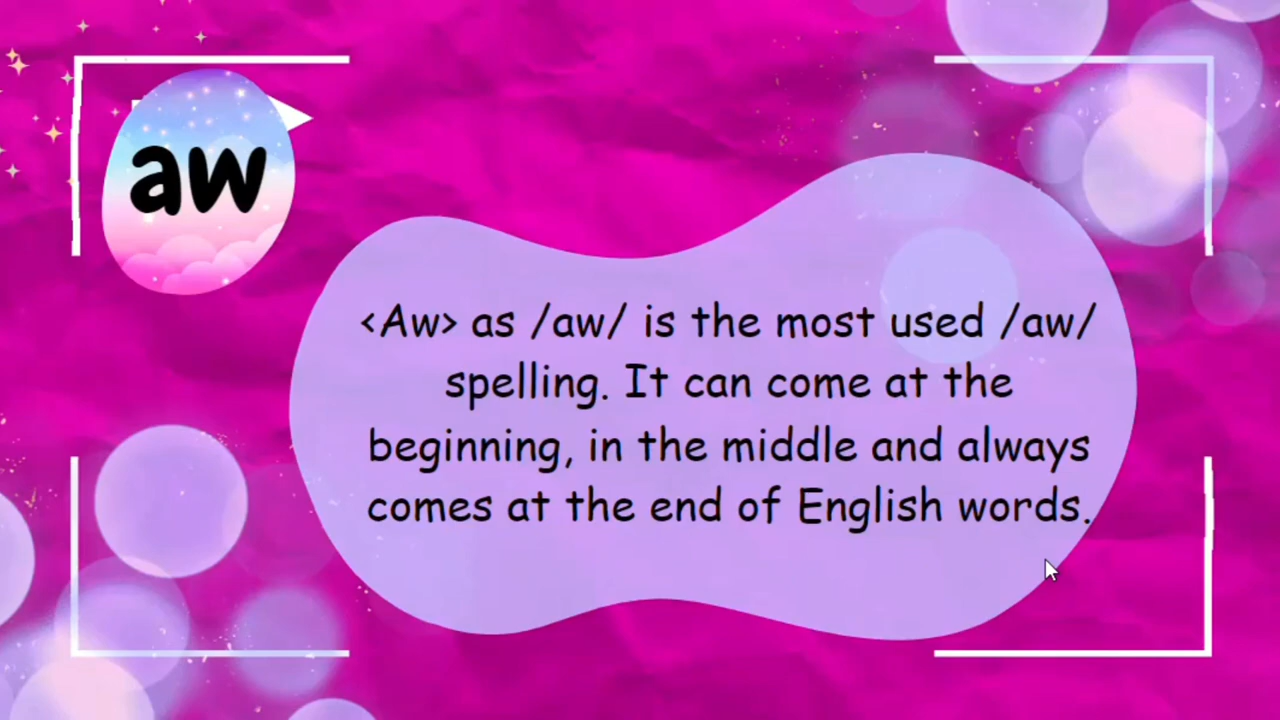 aw
<Aw> as /aw/ is the most used /aw/
spelling. It can come at the
beginning, in the middle and always
comes at the end of English words.